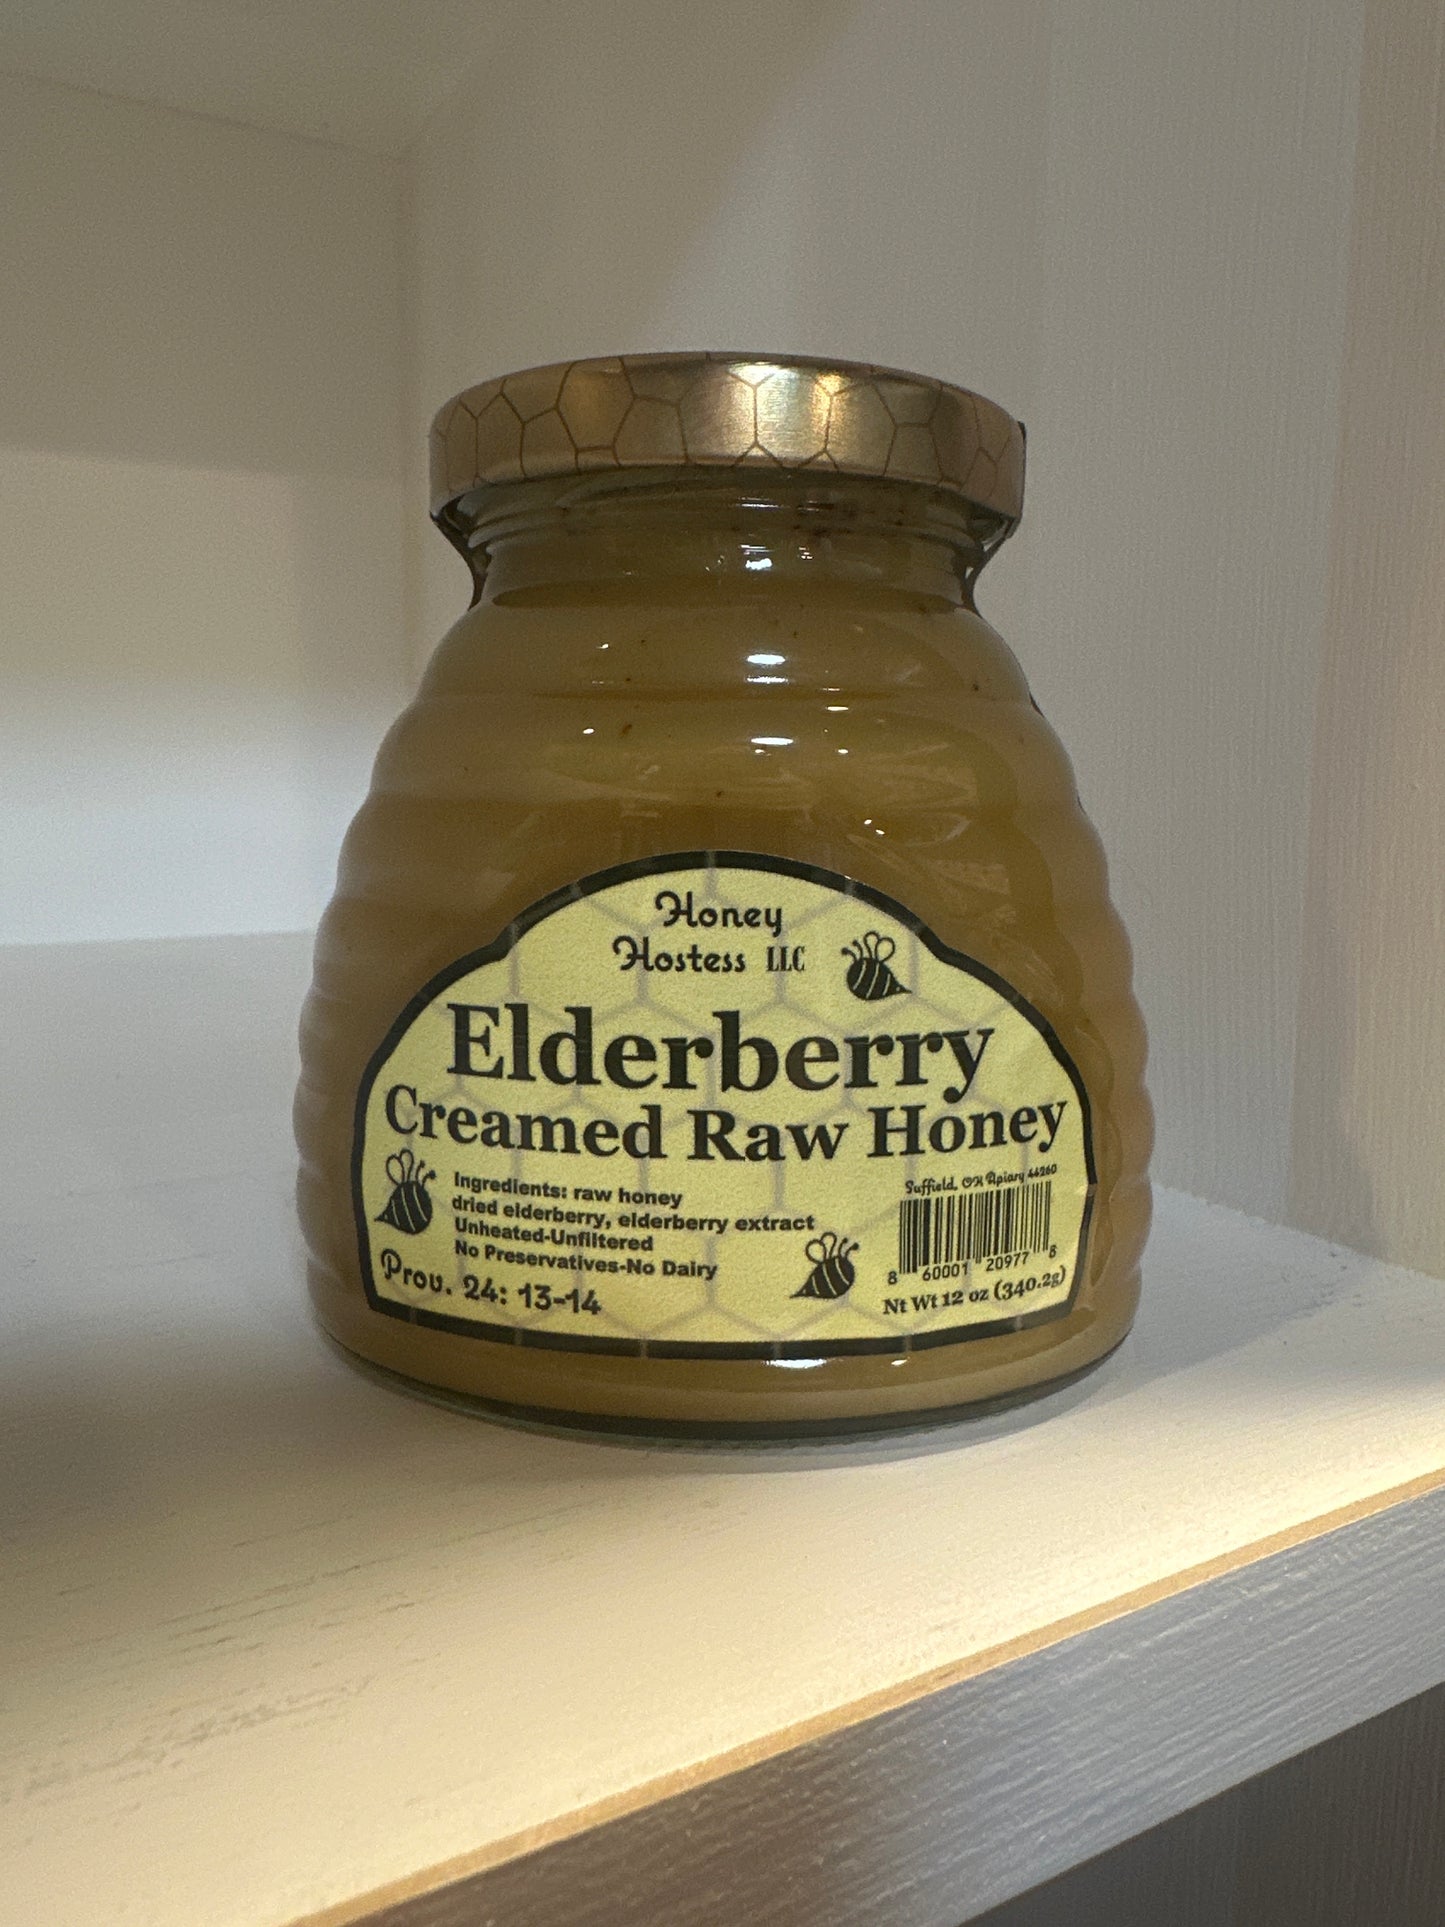 Honey
Hostess LLC
Elderberry
Creamed Raw Honey
Ingredients: raw honey
dried elderberry, elderberry extract
Unheated-Unfiltered
No Preservatives-No Dairy
Prov. 24: 13-14
Suffield, OH Apiary 44260
8 60001 20977 8
Nt Wt 12 oz (340.2g)